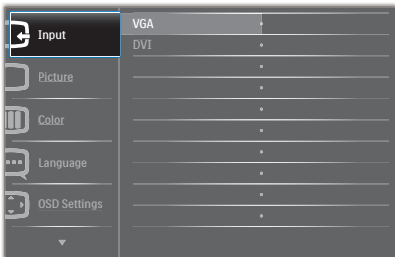 Input
VGA
DVI
Picture
Color
Language
OSD Settings